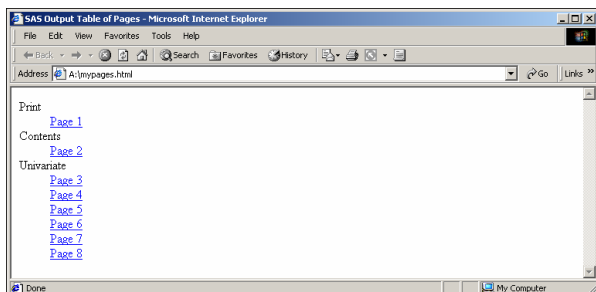 SAS Output Table of Pages - Microsoft Internet Explorer
File Edit View Favorites Tools Help
Back Search Favorites History
Address A:\mypages.html Go Links »
Print
Page 1
Contents
Page 2
Univariate
Page 3
Page 4
Page 5
Page 6
Page 7
Page 8
Done My Computer